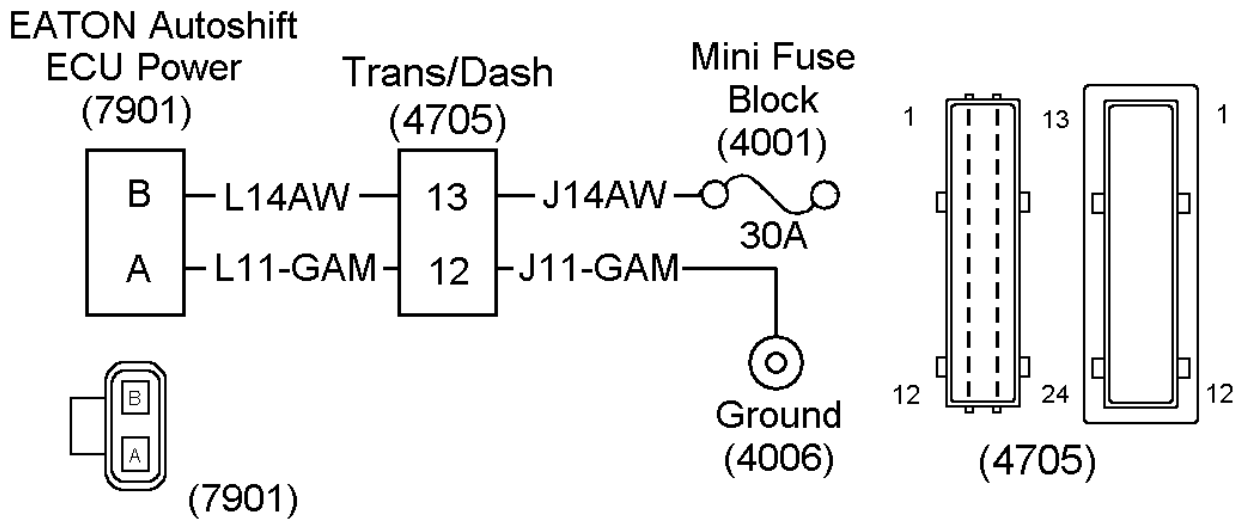 EATON Autoshift
ECU Power
(7901)
Trans/Dash
(4705)
Mini Fuse
Block
(4001)
B
L14AW
13
J14AW
30A
A
L11-GAM
12
J11-GAM
Ground
(4006)
B
A
(7901)
1
13
1
12
24
12
(4705)